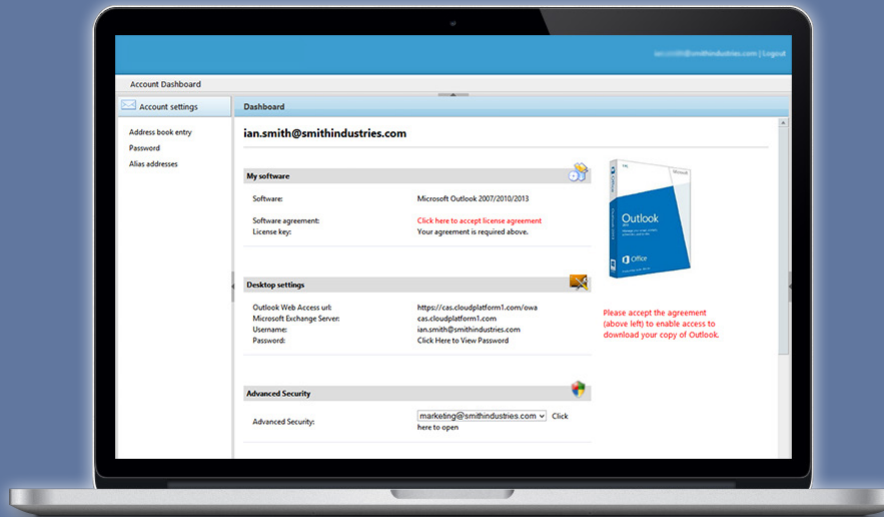 @smithindustries.com | Logout
Account Dashboard
Account settings
Dashboard
Address book entry
Password
Alias addresses
ian.smith@smithindustries.com
My software
Software:
Microsoft Outlook 2007/2010/2013
Software agreement:
Click here to accept license agreement
License key:
Your agreement is required above.
Microsoft
Outlook
Office
Office
Desktop settings
Outlook Web Access url:
https://cas.cloudplatform1.com/owa
Microsoft Exchange Server:
cas.cloudplatform1.com
Username:
ian.smith@smithindustries.com
Password:
Click Here to View Password
Please accept the agreement
(above left) to enable access to
download your copy of Outlook.
Advanced Security
Advanced Security:
marketing@smithindustries.com Click
here to open